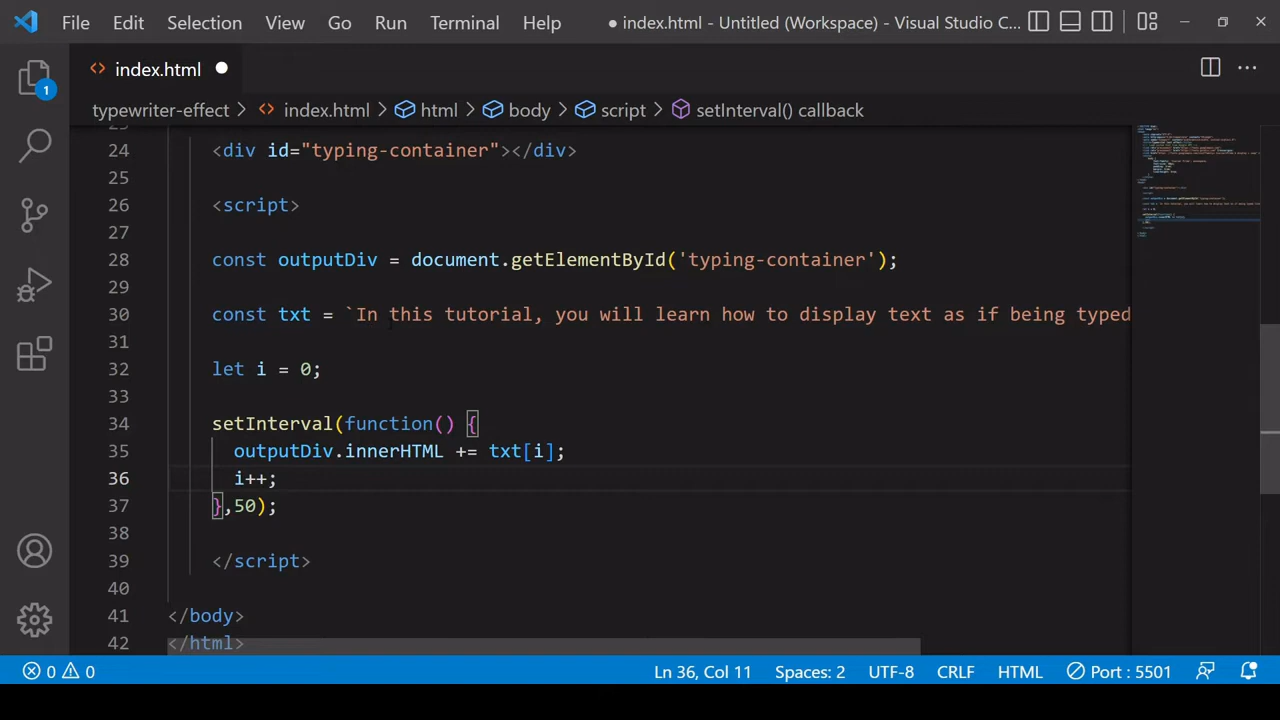 File Edit Selection View Go Run Terminal Help ● index.html - Untitled (Workspace) - Visual Studio C...
index.html
1
typewriter-effect > index.html > html > body > script > setInterval() callback
24 <div id="typing-container"></div>
25
26 <script>
27
28 const outputDiv = document.getElementById('typing-container');
29
30 const txt = `In this tutorial, you will learn how to display text as if being typed
31
32 let i = 0;
33
34 setInterval(function() {
35 outputDiv.innerHTML += txt[i];
36 i++;
37 },50);
38
39 </script>
40
41 </body>
42 </html>
0 0 Ln 36, Col 11 Spaces: 2 UTF-8 CRLF HTML Port : 5501